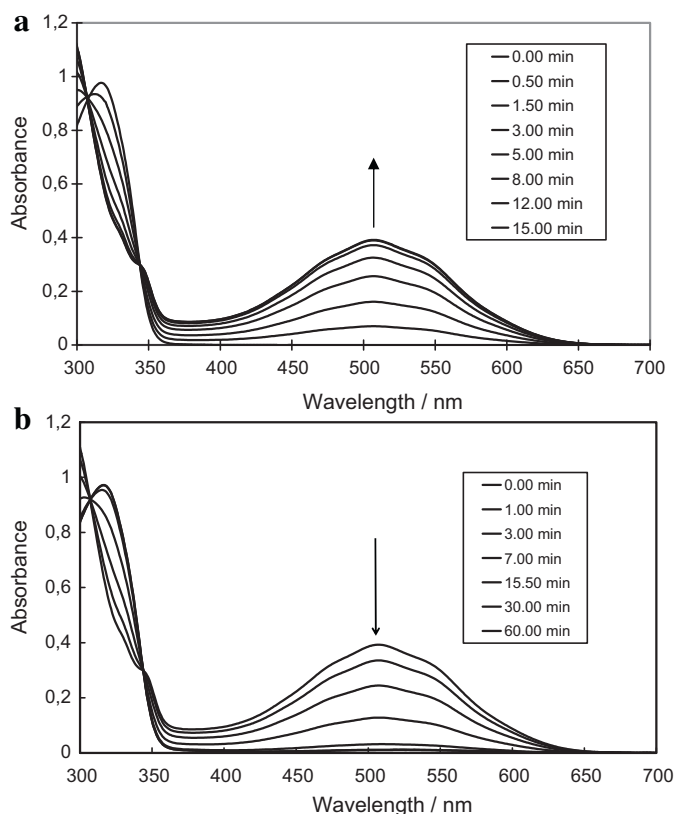 a
1,2
1
0,8
0,6
0,4
0,2
0
Absorbance
0.00 min
0.50 min
1.50 min
3.00 min
5.00 min
8.00 min
12.00 min
15.00 min
300 350 400 450 500 550 600 650 700
Wavelength / nm
b
1,2
1
0,8
0,6
0,4
0,2
0
Absorbance
0.00 min
1.00 min
3.00 min
7.00 min
15.50 min
30.00 min
60.00 min
300 350 400 450 500 550 600 650 700
Wavelength / nm